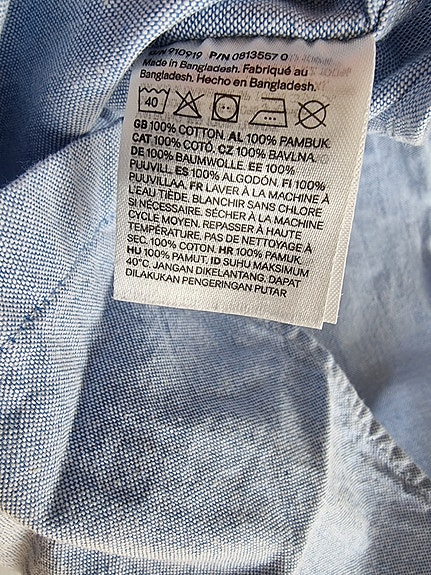 910919 P/N 0813557
Made in Bangladesh. Fabriqué au
Bangladesh. Hecho en Bangladesh.
40
GB 100% COTTON. AL 100% PAMBUK.
CAT 100% COTÓ. CZ 100% BAVLNA.
DE 100% BAUMWOLLE. EE 100%
PUUVILL. ES 100% ALGODÓN. FI 100%
PUUVILLAA. FR LAVER À LA MACHINE À
L'EAU TIÈDE, BLANCHIR SANS CHLORE
SI NÉCESSAIRE. SÉCHER À LA MACHINE
CYCLE MOYEN, REPASSER À HAUTE
TEMPÉRATURE, PAS DE NETTOYAGE À
SEC. 100% COTON. HR 100% PAMUK.
HU 100% PAMUT. ID SUHU MAKSIMUM
40°C, JANGAN DIKELANTANG, DAPAT
DILAKUKAN PENGERINGAN PUTAR